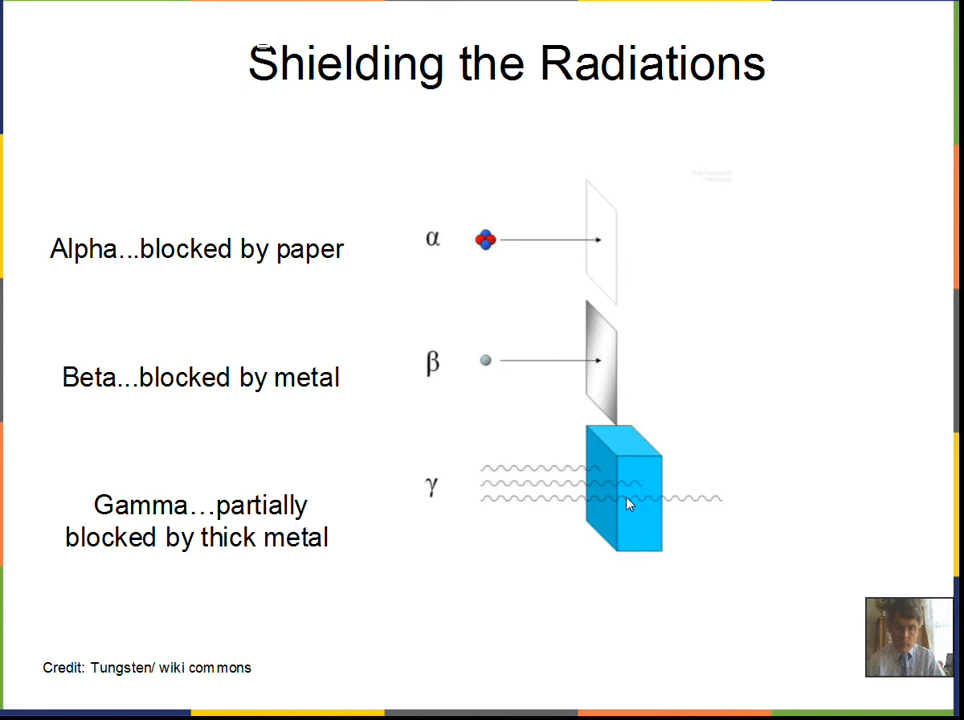 Shielding the Radiations
Alpha...blocked by paper
α
Beta...blocked by metal
β
Gamma…partially
blocked by thick metal
γ
Credit: Tungsten/ wiki commons